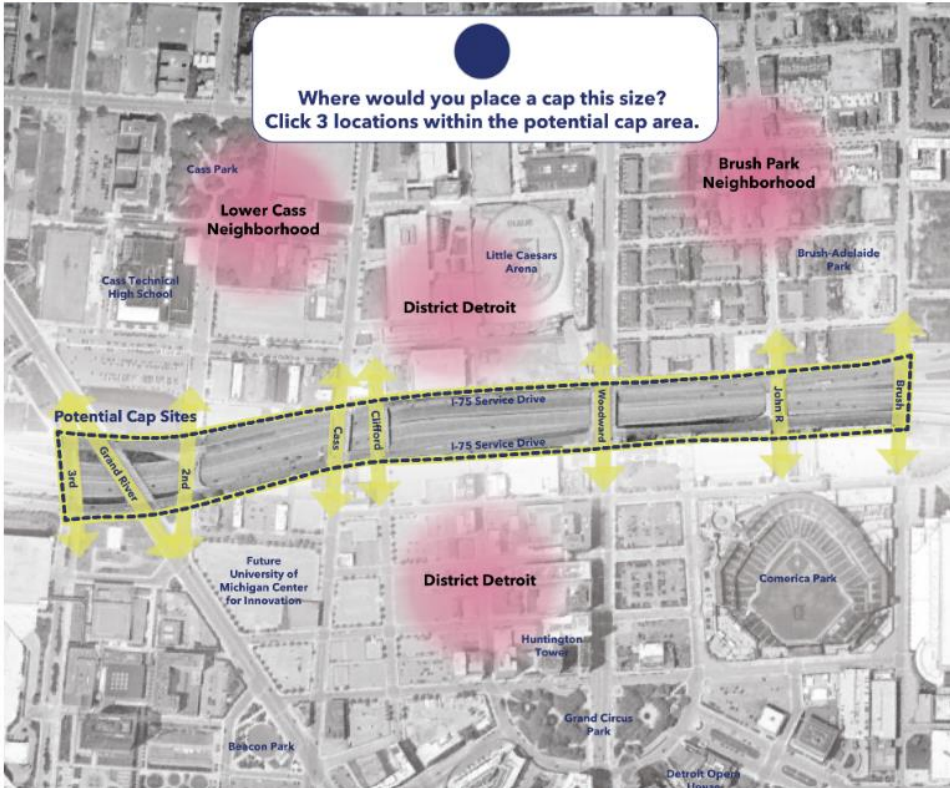 Where would you place a cap this size?
Click 3 locations within the potential cap area.
Cass Park
Lower Cass
Neighborhood
Brush Park
Neighborhood
Cass Technical
High School
Little Caesars
Arena
Brush-Adelaide
Park
District Detroit
Potential Cap Sites
I-75 Service Drive
I-75 Service Drive
3rd
Grand River
2nd
Cass
Clifford
Woodward
John R
Brush
Future
University of
Michigan Center
for Innovation
District Detroit
Comerica Park
Huntington
Tower
Grand Circus
Park
Beacon Park
Detroit Opera
House